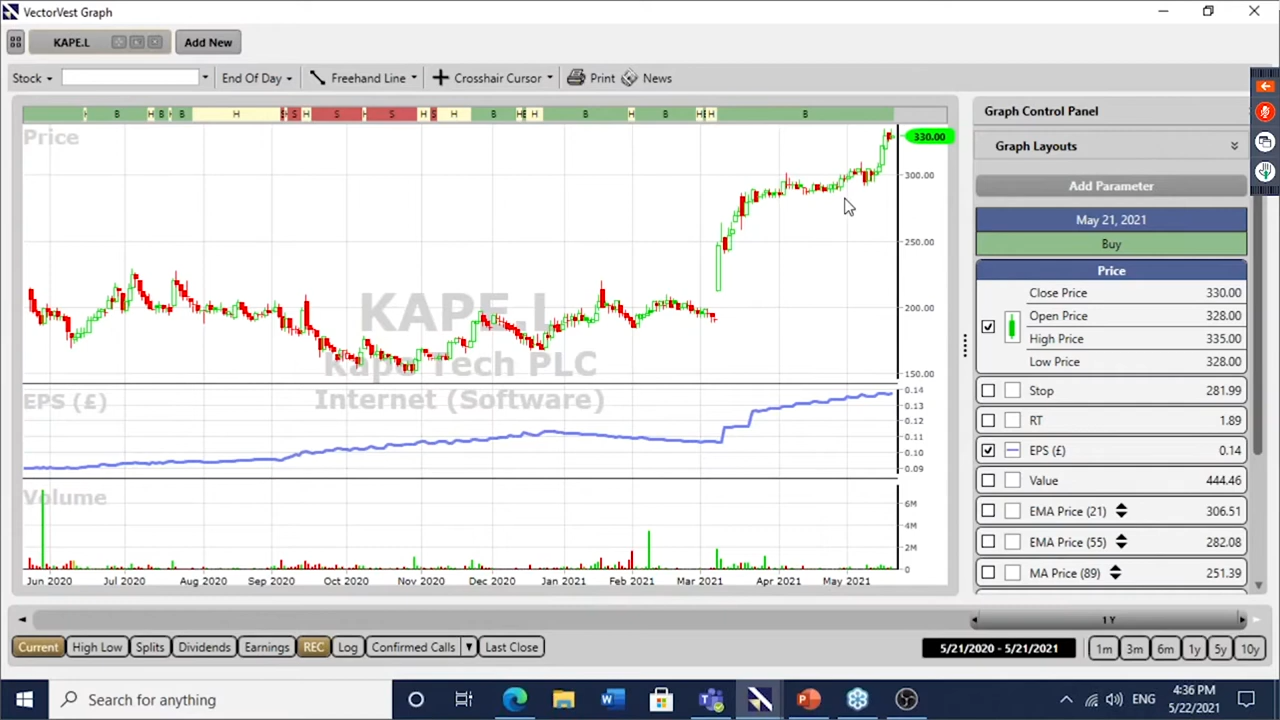 VectorVest Graph
KAPE.L
Add New
Stock
End Of Day
Freehand Line
Crosshair Cursor
Print
News
B H B H B H S S H S H S H S H B H E H B H B H E H B
Price
330.00
300.00
250.00
200.00
150.00
KAPE.L
Kape Tech PLC
Internet (Software)
EPS (£)
0.14
0.13
0.12
0.11
0.10
0.09
Volume
6M
4M
2M
0
Jun 2020 Jul 2020 Aug 2020 Sep 2020 Oct 2020 Nov 2020 Dec 2020 Jan 2021 Feb 2021 Mar 2021 Apr 2021 May 2021
Graph Control Panel
Graph Layouts
Add Parameter
May 21, 2021
Buy
Price
Close Price 330.00
Open Price 328.00
High Price 335.00
Low Price 328.00
Stop 281.99
RT 1.89
EPS (£) 0.14
Value 444.46
EMA Price (21) 306.51
EMA Price (55) 282.08
MA Price (89) 251.39
1 Y
Current
High Low
Splits
Dividends
Earnings
REC
Log
Confirmed Calls
Last Close
5/21/2020 - 5/21/2021
1m
3m
6m
1y
5y
10y
Search for anything
ENG
4:36 PM
5/22/2021